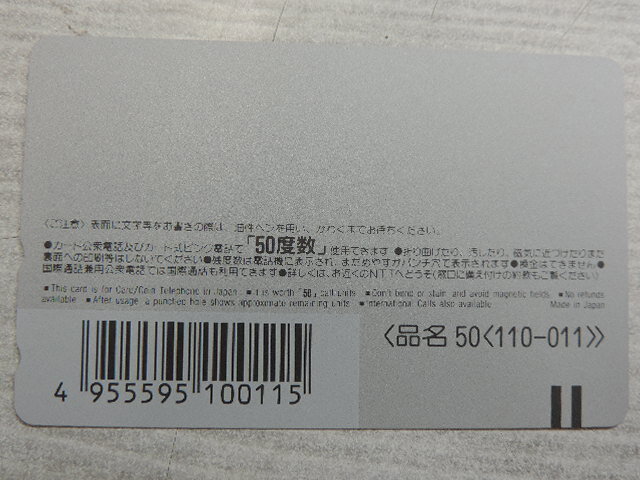 〈ご注意〉表面に文字等をお書きの際は、油性ペンを用い、かわくまでお待ちください。
●カード公衆電話及びカード式ピンク電話で「50度数」使用できます ●折り曲げたり、汚したり、磁気に近づけたりまた
裏面への印刷等はしないでください●残度数は電話機に表示され、まためやすがパンチ穴で表示されます●換金はできません●
国際通話兼用公衆電話では国際通話も利用できます●詳しくは、お近くのNTTへどうぞ(窓口に備え付けの約款もご覧ください)
■ This card is for Card/Coin Telephone in Japan ■ It is worth「50」call units ■ Don't bend or stain, and avoid magnetic fields ■ No refunds
available ■ After usage, a punched hole shows approximate remaining units ■ International Calls also available Made in Japan
〈品名 50〈110-011〉〉
4 955595 100115